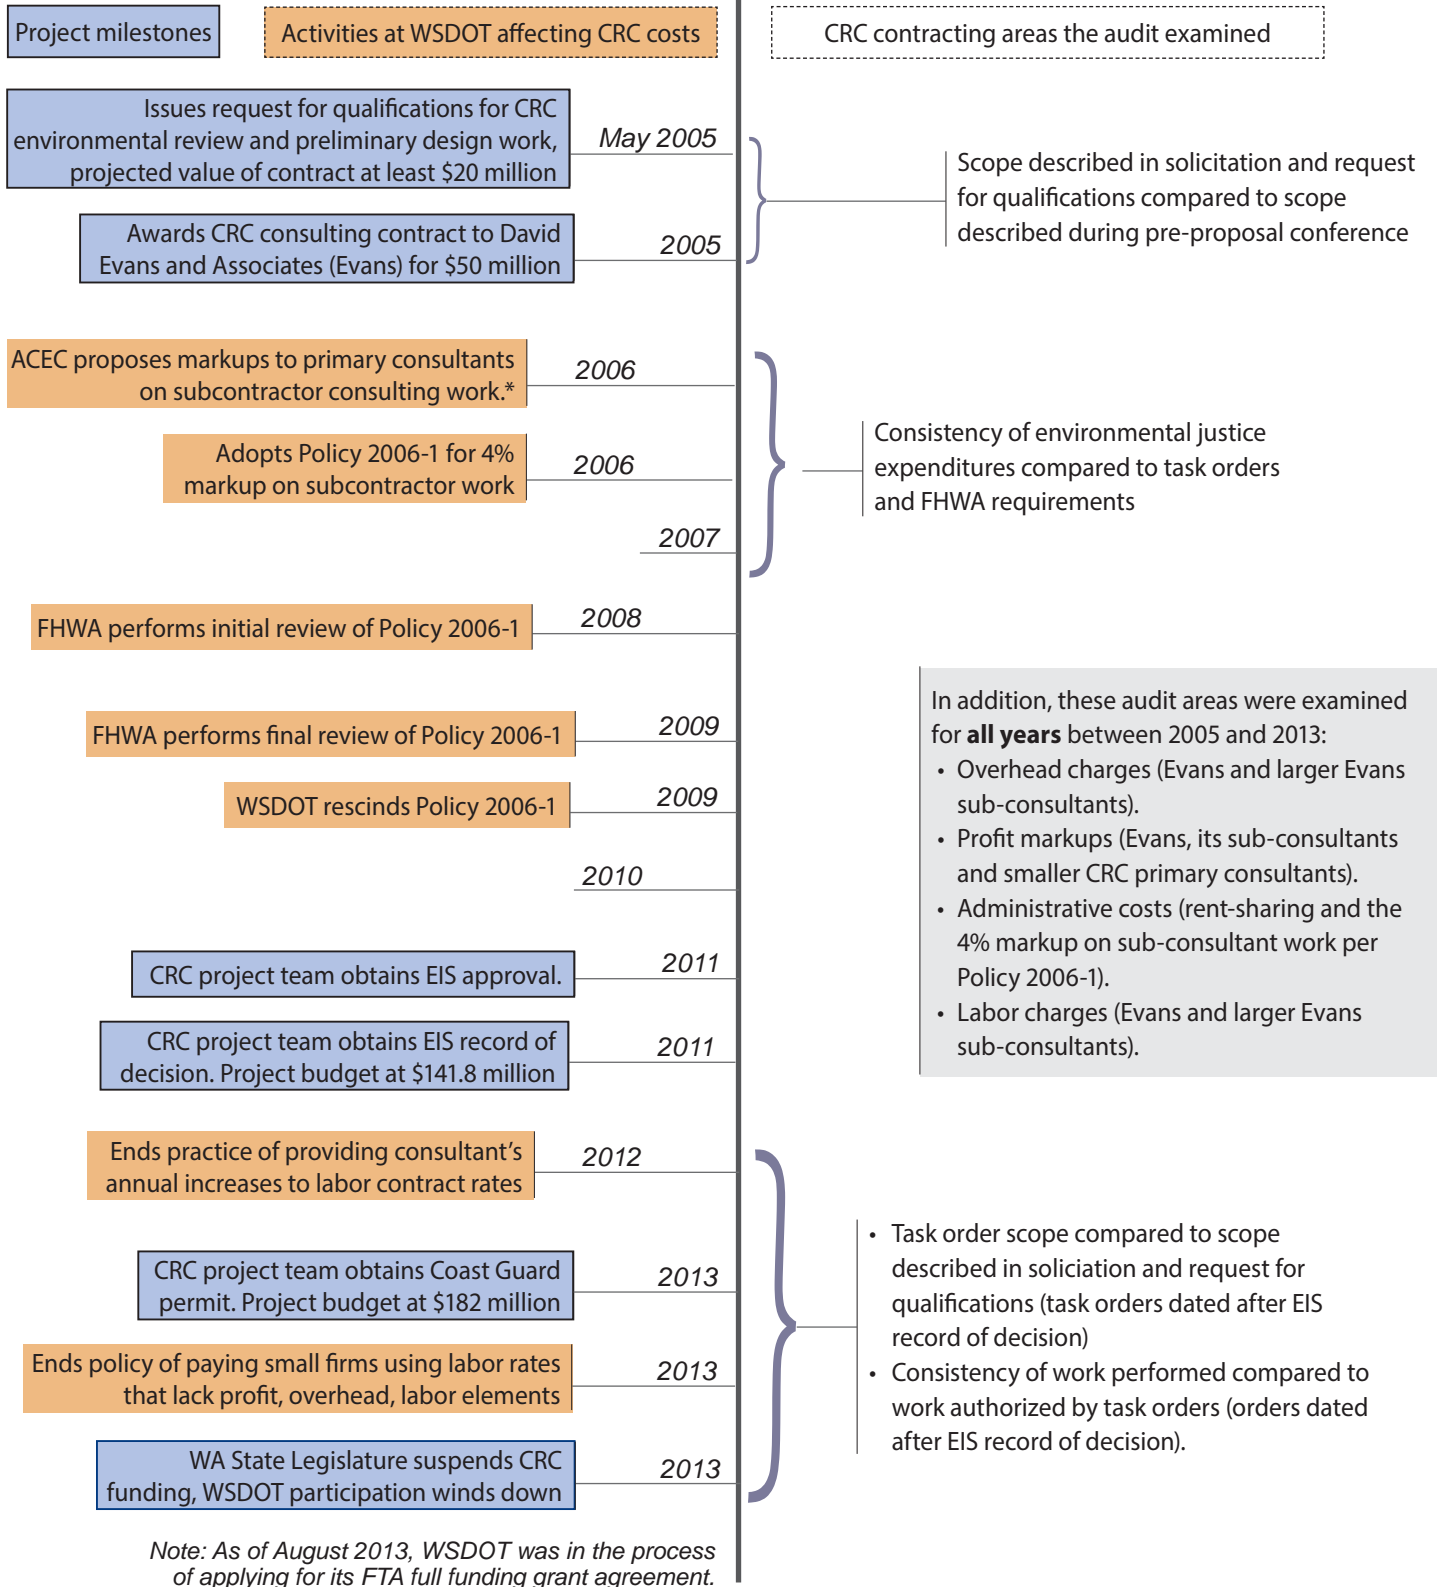 Project milestones
Activities at WSDOT affecting CRC costs
CRC contracting areas the audit examined
Issues request for qualifications for CRC
environmental review and preliminary design work,
projected value of contract at least $20 million
May 2005
Awards CRC consulting contract to David
Evans and Associates (Evans) for $50 million
2005
Scope described in solicitation and request
for qualifications compared to scope
described during pre-proposal conference
ACEC proposes markups to primary consultants
on subcontractor consulting work.*
2006
Adopts Policy 2006-1 for 4%
markup on subcontractor work
2006
2007
Consistency of environmental justice
expenditures compared to task orders
and FHWA requirements
FHWA performs initial review of Policy 2006-1
2008
FHWA performs final review of Policy 2006-1
2009
WSDOT rescinds Policy 2006-1
2009
2010
In addition, these audit areas were examined
for all years between 2005 and 2013:
• Overhead charges (Evans and larger Evans
sub-consultants).
• Profit markups (Evans, its sub-consultants
and smaller CRC primary consultants).
• Administrative costs (rent-sharing and the
4% markup on sub-consultant work per
Policy 2006-1).
• Labor charges (Evans and larger Evans
sub-consultants).
CRC project team obtains EIS approval.
2011
CRC project team obtains EIS record of
decision. Project budget at $141.8 million
2011
Ends practice of providing consultant's
annual increases to labor contract rates
2012
CRC project team obtains Coast Guard
permit. Project budget at $182 million
2013
Ends policy of paying small firms using labor rates
that lack profit, overhead, labor elements
2013
WA State Legislature suspends CRC
funding, WSDOT participation winds down
2013
• Task order scope compared to scope
described in soliciation and request for
qualifications (task orders dated after EIS
record of decision)
• Consistency of work performed compared to
work authorized by task orders (orders dated
after EIS record of decision).
Note: As of August 2013, WSDOT was in the process
of applying for its FTA full funding grant agreement.